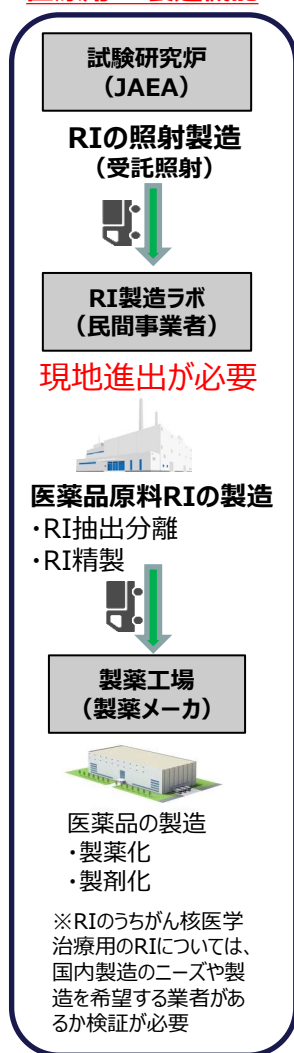 試験研究炉
（JAEA）
RIの照射製造
（受託照射）
RI製造ラボ
（民間事業者）
現地進出が必要
医薬品原料RIの製造
・RI抽出分離
・RI精製
製薬工場
（製薬メーカ）
医薬品の製造
・製薬化
・製剤化
※RIのうちがん核医学
治療用のRIについては、
国内製造のニーズや製
造を希望する業者があ
るか検証が必要